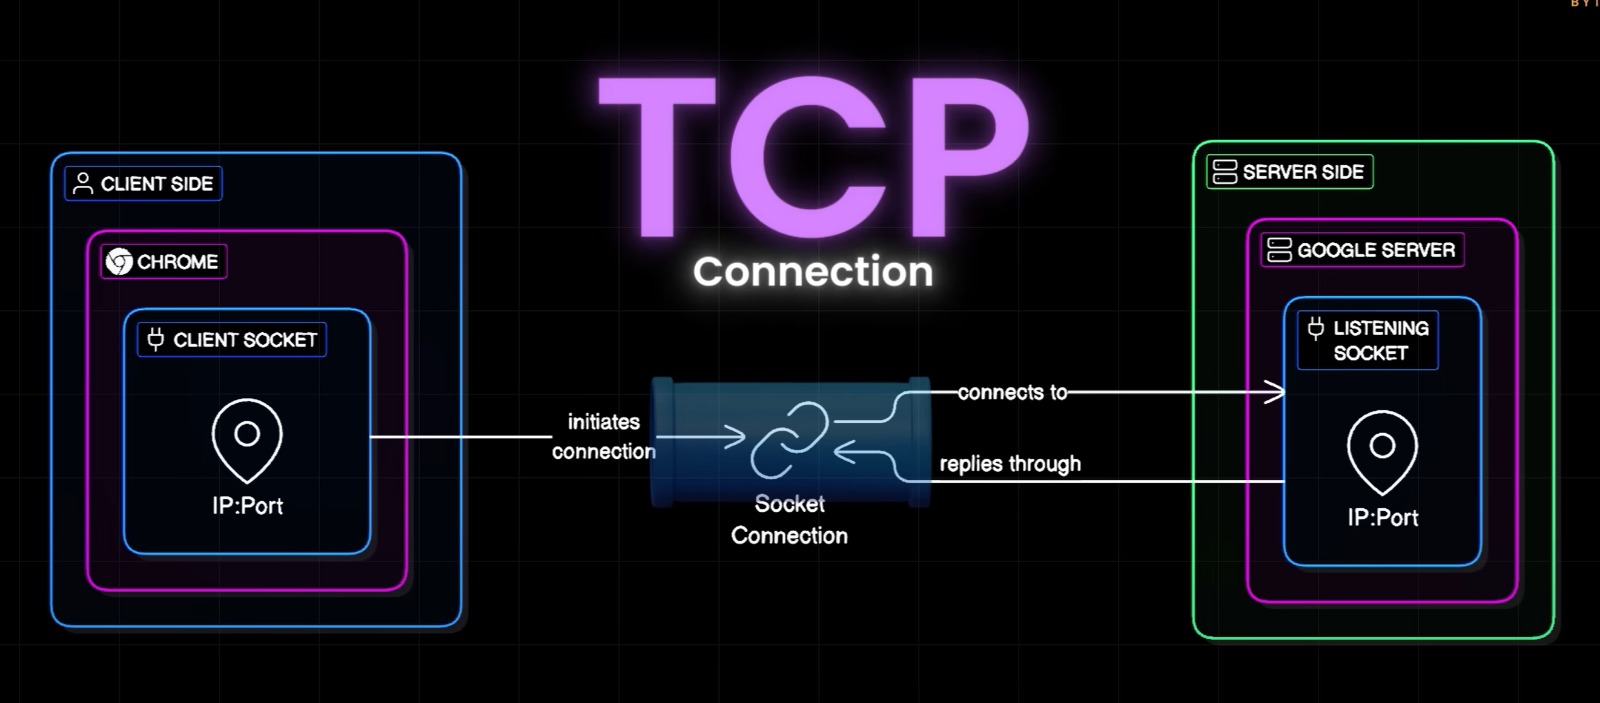 TCP
Connection
CLIENT SIDE
CHROME
CLIENT SOCKET
IP:Port
initiates
connection
Socket
Connection
connects to
replies through
SERVER SIDE
GOOGLE SERVER
LISTENING
SOCKET
IP:Port